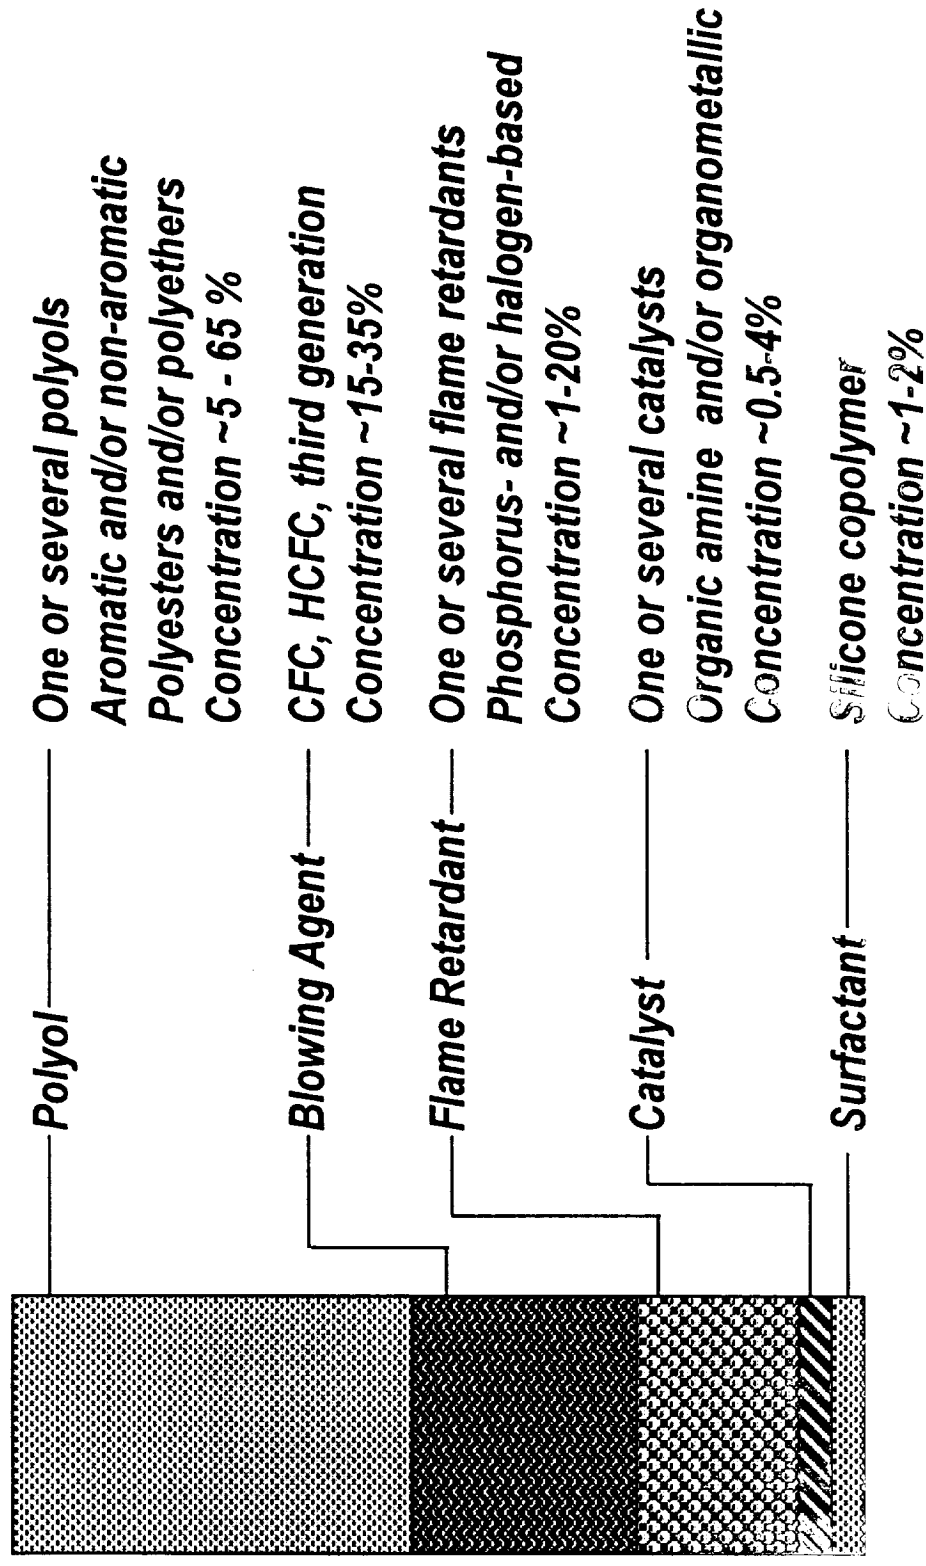 Polyol
One or several polyols
Aromatic and/or non-aromatic
Polyesters and/or polyethers
Concentration ~5 - 65 %
Blowing Agent
CFC, HCFC, third generation
Concentration ~15-35%
Flame Retardant
One or several flame retardants
Phosphorus- and/or halogen-based
Concentration ~1-20%
Catalyst
One or several catalysts
Organic amine and/or organometallic
Concentration ~0.5-4%
Surfactant
Silicone copolymer
Concentration ~1-2%